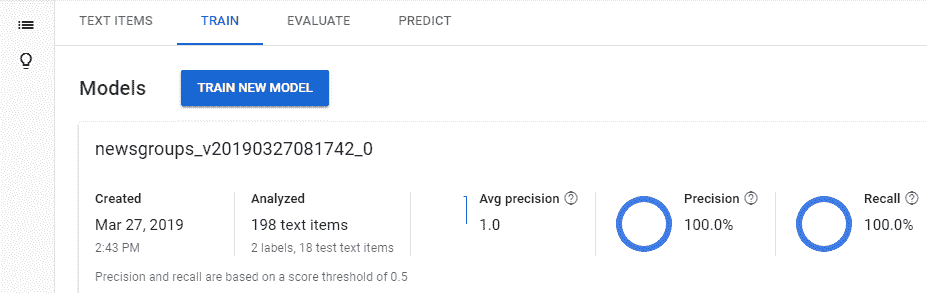 TEXT ITEMS TRAIN EVALUATE PREDICT
Models TRAIN NEW MODEL
newsgroups_v20190327081742_0
Created Analyzed Avg precision Precision Recall
Mar 27, 2019 198 text items 1.0 100.0% 100.0%
2:43 PM 2 labels, 18 test text items
Precision and recall are based on a score threshold of 0.5